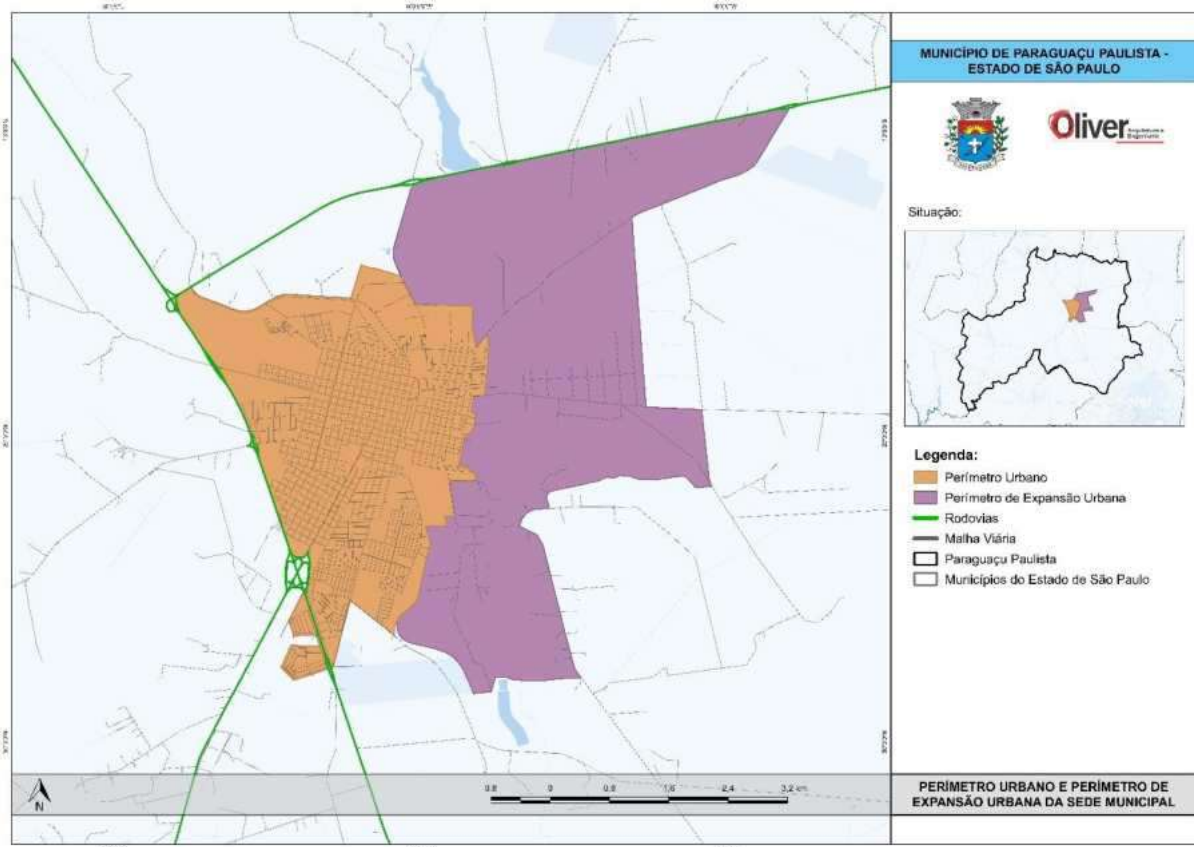 MUNICÍPIO DE PARAGUAÇU PAULISTA -
ESTADO DE SÃO PAULO
Oliver
Arquitetura e
Engenharia
Situação:
Legenda:
Perímetro Urbano
Perímetro de Expansão Urbana
Rodovias
Malha Viária
Paraguaçu Paulista
Municípios do Estado de São Paulo
N
0,8 0 0,8 1,6 2,4 3,2 km
PERÍMETRO URBANO E PERÍMETRO DE
EXPANSÃO URBANA DA SEDE MUNICIPAL